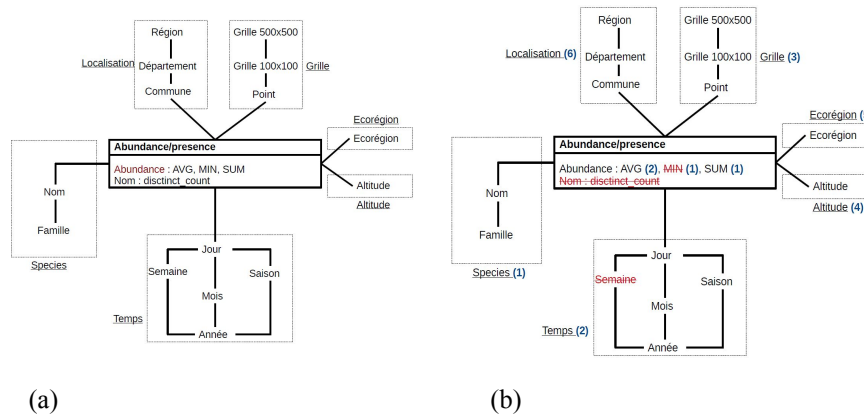 Région
Grille 500x500
Localisation
Département
Grille 100x100
Grille
Commune
Point
Ecorégion
Ecorégion
Abundance/presence
Abundance : AVG, MIN, SUM
Nom : disctinct_count
Altitude
Altitude
Nom
Famille
Species
Jour
Semaine
Saison
Mois
Temps
Année
(a)
Région
Grille 500x500
Localisation (6)
Département
Grille 100x100
Grille (3)
Commune
Point
Ecorégion
Ecorégion
Abundance/presence
Abundance : AVG (2), MIN (1), SUM (1)
Nom : disctinct_count
Altitude
Altitude (4)
Nom
Famille
Species (1)
Jour
Semaine
Saison
Mois
Temps (2)
Année
(b)